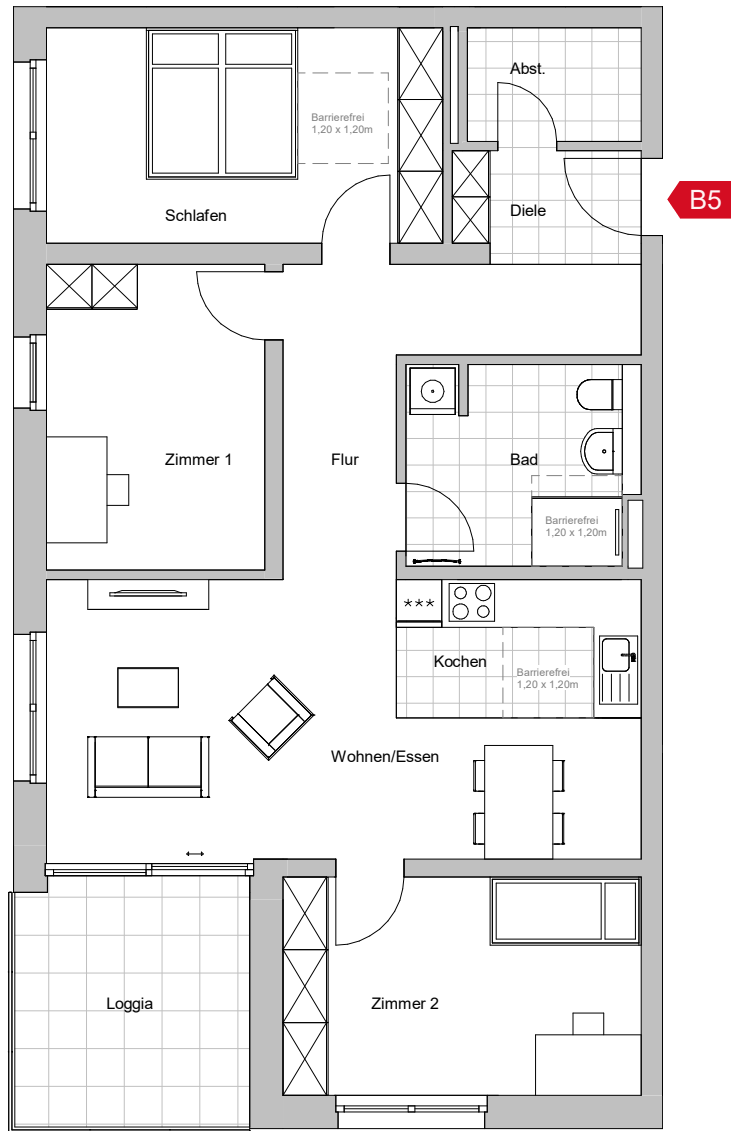 Abst.
Barrierefrei
1,20 x 1,20m
Schlafen
Diele
B5
Zimmer 1
Flur
Bad
Barrierefrei
1,20 x 1,20m
***
Kochen
Barrierefrei
1,20 x 1,20m
Wohnen/Essen
Loggia
Zimmer 2